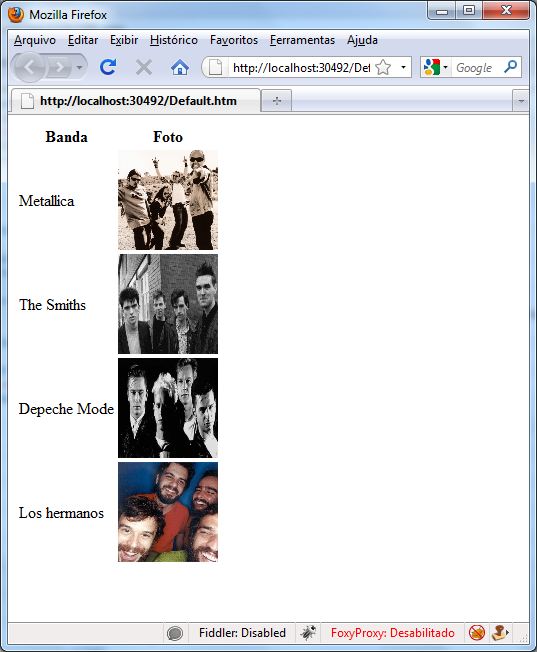 Mozilla Firefox
Arquivo Editar Exibir Histórico Favoritos Ferramentas Ajuda
http://localhost:30492/Def Google
http://localhost:30492/Default.htm
Banda Foto
Metallica
The Smiths
Depeche Mode
Los hermanos
Fiddler: Disabled FoxyProxy: Desabilitado